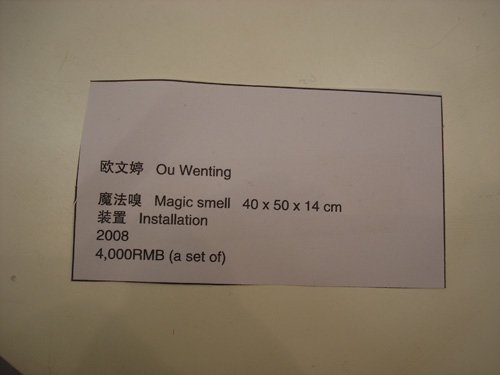 欧文婷 Ou Wenting
魔法嗅 Magic smell 40 x 50 x 14 cm
装置 Installation
2008
4,000RMB (a set of)